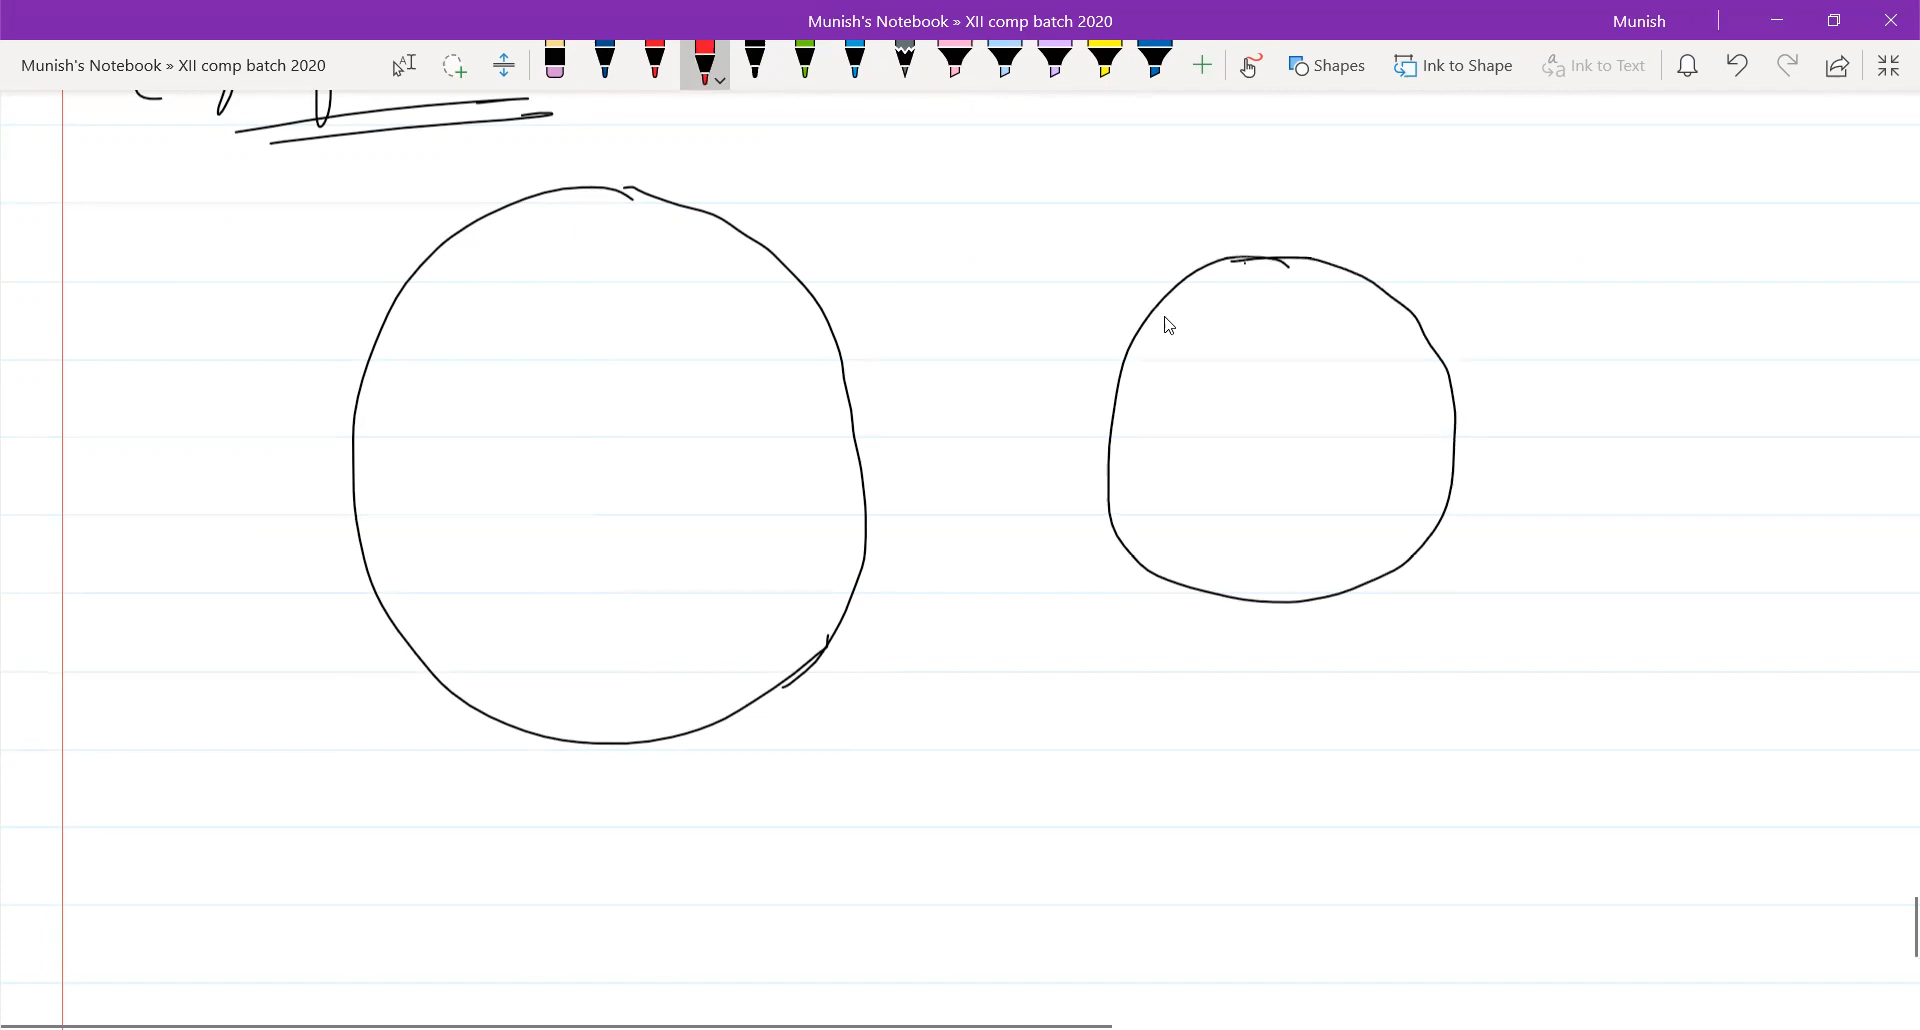 Munish's Notebook » XII comp batch 2020
Munish
Munish's Notebook » XII comp batch 2020
Shapes
Ink to Shape
Ink to Text